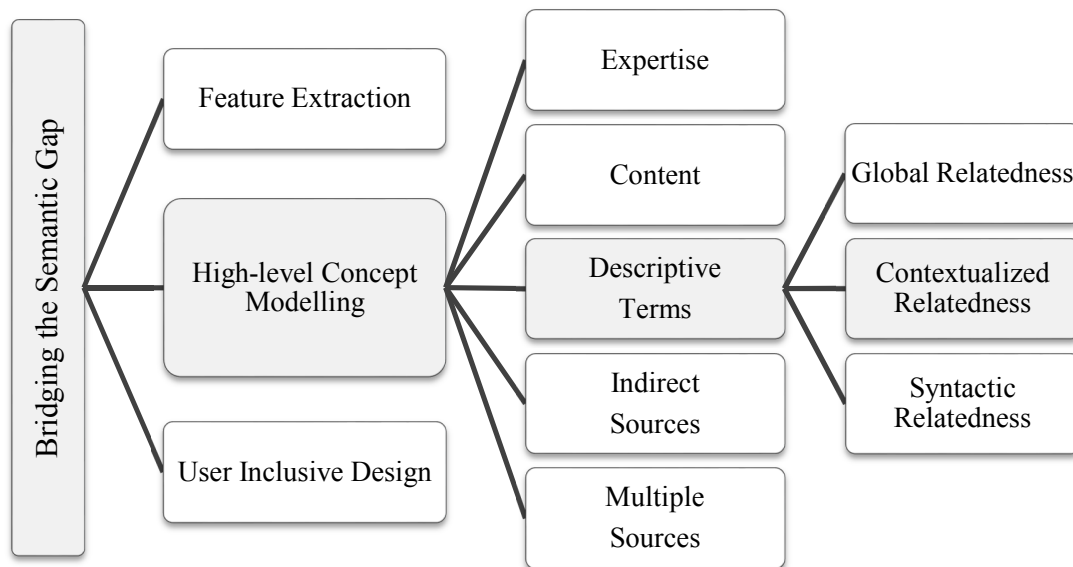 Bridging the Semantic Gap
Feature Extraction
High-level Concept
Modelling
User Inclusive Design
Expertise
Content
Descriptive
Terms
Indirect
Sources
Multiple
Sources
Global Relatedness
Contextualized
Relatedness
Syntactic
Relatedness